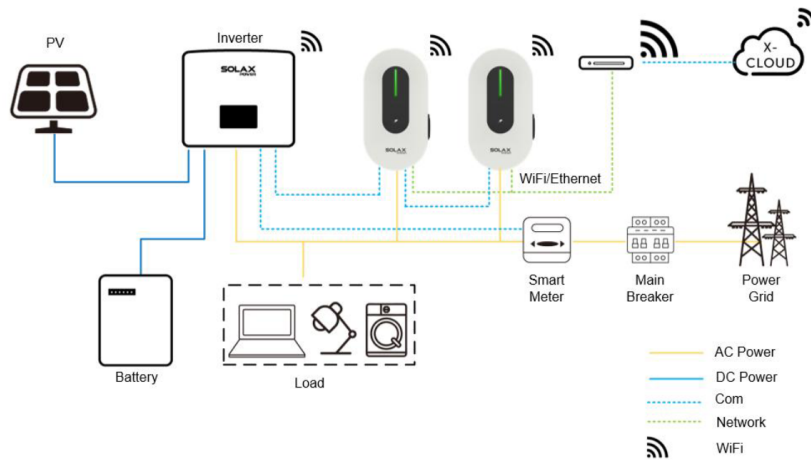 PV
Inverter
SOLAX
POWER
X-
CLOUD
SOLAX
SOLAX
WiFi/Ethernet
Smart
Meter
Main
Breaker
Power
Grid
Battery
Load
AC Power
DC Power
Com
Network
WiFi